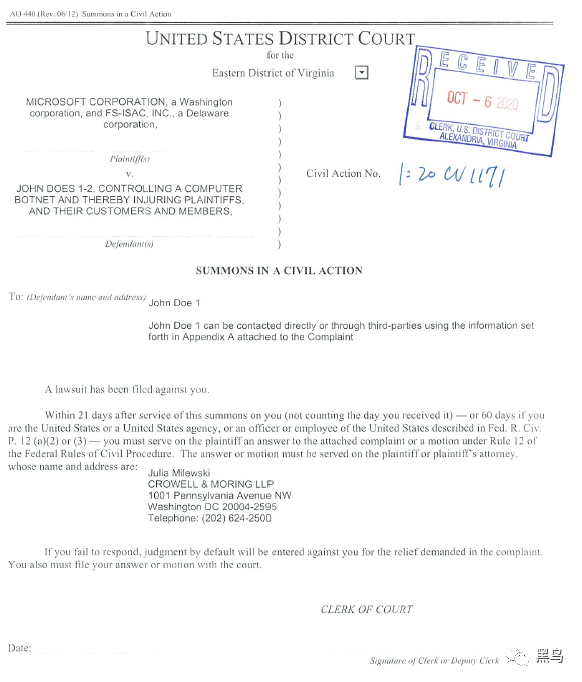 AO 440 (Rev. 06/12) Summons in a Civil Action
UNITED STATES DISTRICT COURT
for the
Eastern District of Virginia
RECEIVED
OCT - 6 2020
CLERK, U.S. DISTRICT COURT
ALEXANDRIA, VIRGINIA
MICROSOFT CORPORATION, a Washington
corporation, and FS-ISAC, INC., a Delaware
corporation,
Plaintiff(s)
v.
JOHN DOES 1-2, CONTROLLING A COMPUTER
BOTNET AND THEREBY INJURING PLAINTIFFS,
AND THEIR CUSTOMERS AND MEMBERS,
Defendant(s)
)
)
)
)
)
)
)
)
)
)
)
)
Civil Action No. 1:20 CV 1171
SUMMONS IN A CIVIL ACTION
To: (Defendant's name and address) John Doe 1
John Doe 1 can be contacted directly or through third-parties using the information set
forth in Appendix A attached to the Complaint
A lawsuit has been filed against you.
Within 21 days after service of this summons on you (not counting the day you received it) — or 60 days if you
are the United States or a United States agency, or an officer or employee of the United States described in Fed. R. Civ.
P. 12 (a)(2) or (3) — you must serve on the plaintiff an answer to the attached complaint or a motion under Rule 12 of
the Federal Rules of Civil Procedure. The answer or motion must be served on the plaintiff or plaintiff's attorney,
whose name and address are:
Julia Milewski
CROWELL & MORING LLP
1001 Pennsylvania Avenue NW
Washington DC 20004-2595
Telephone: (202) 624-2500
If you fail to respond, judgment by default will be entered against you for the relief demanded in the complaint.
You also must file your answer or motion with the court.
CLERK OF COURT
Date:
Signature of Clerk or Deputy Clerk
黑鸟